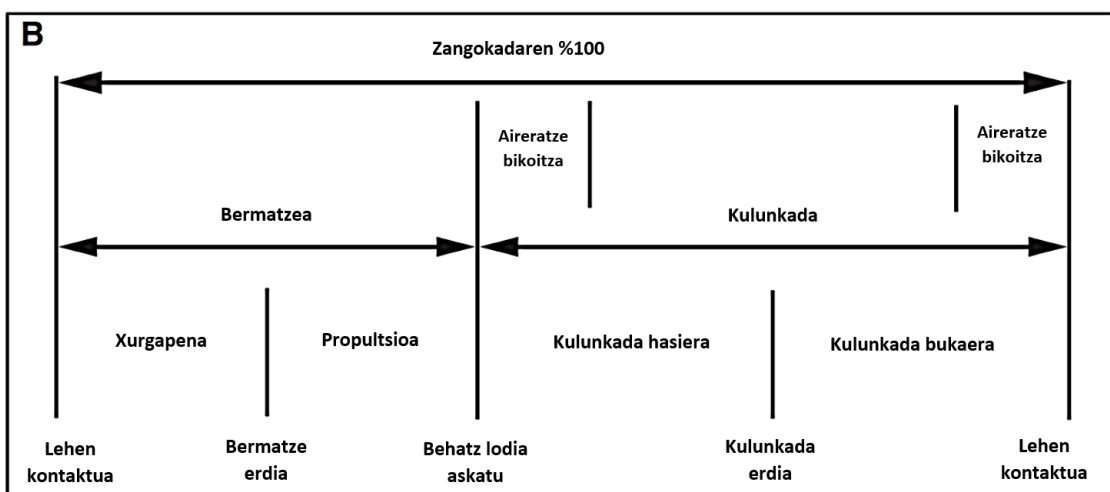 B
Zangokadaren %100
Aireratze
bikoitza
Aireratze
bikoitza
Bermatzea
Kulunkada
Xurgapena
Propultsioa
Kulunkada hasiera
Kulunkada bukaera
Lehen
kontaktua
Bermatze
erdia
Behatz lodia
askatu
Kulunkada
erdia
Lehen
kontaktua